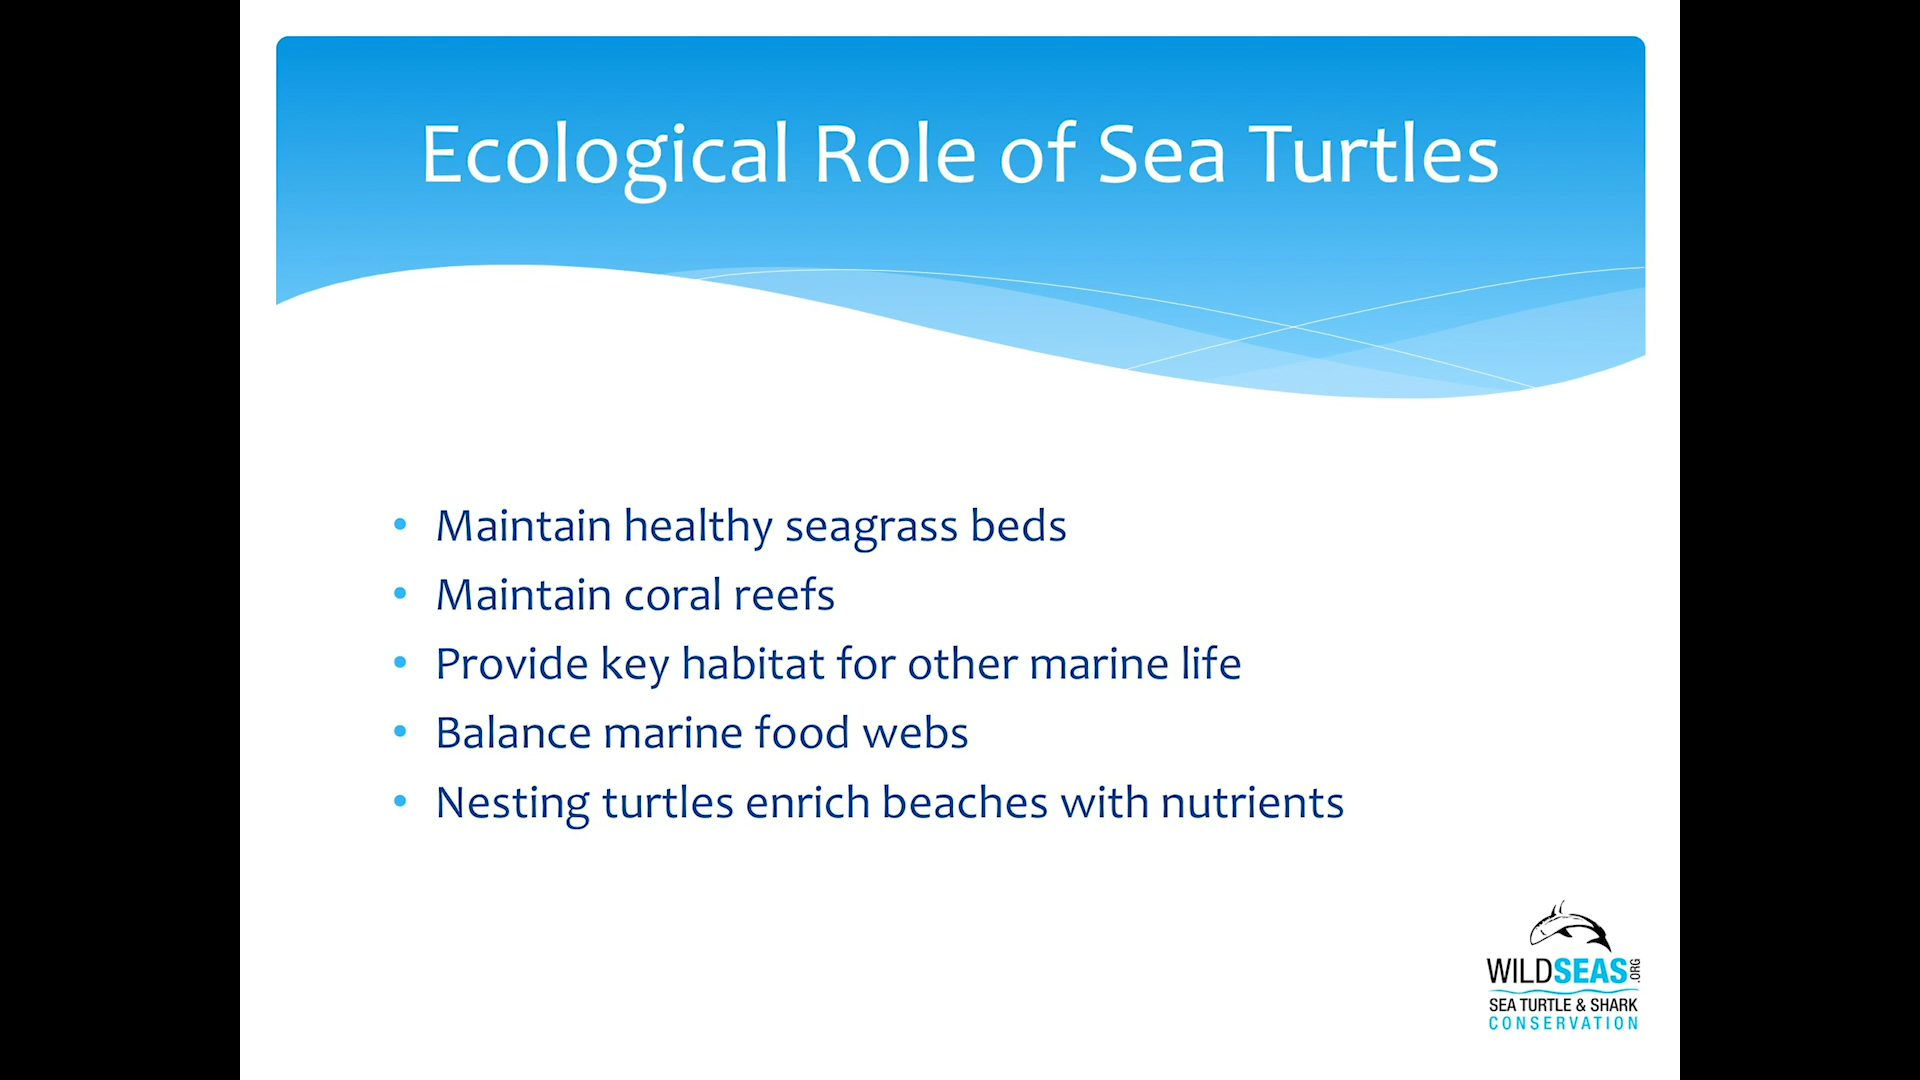 Ecological Role of Sea Turtles
• Maintain healthy seagrass beds
• Maintain coral reefs
• Provide key habitat for other marine life
• Balance marine food webs
• Nesting turtles enrich beaches with nutrients
WILDSEAS.ORG
SEA TURTLE & SHARK
CONSERVATION